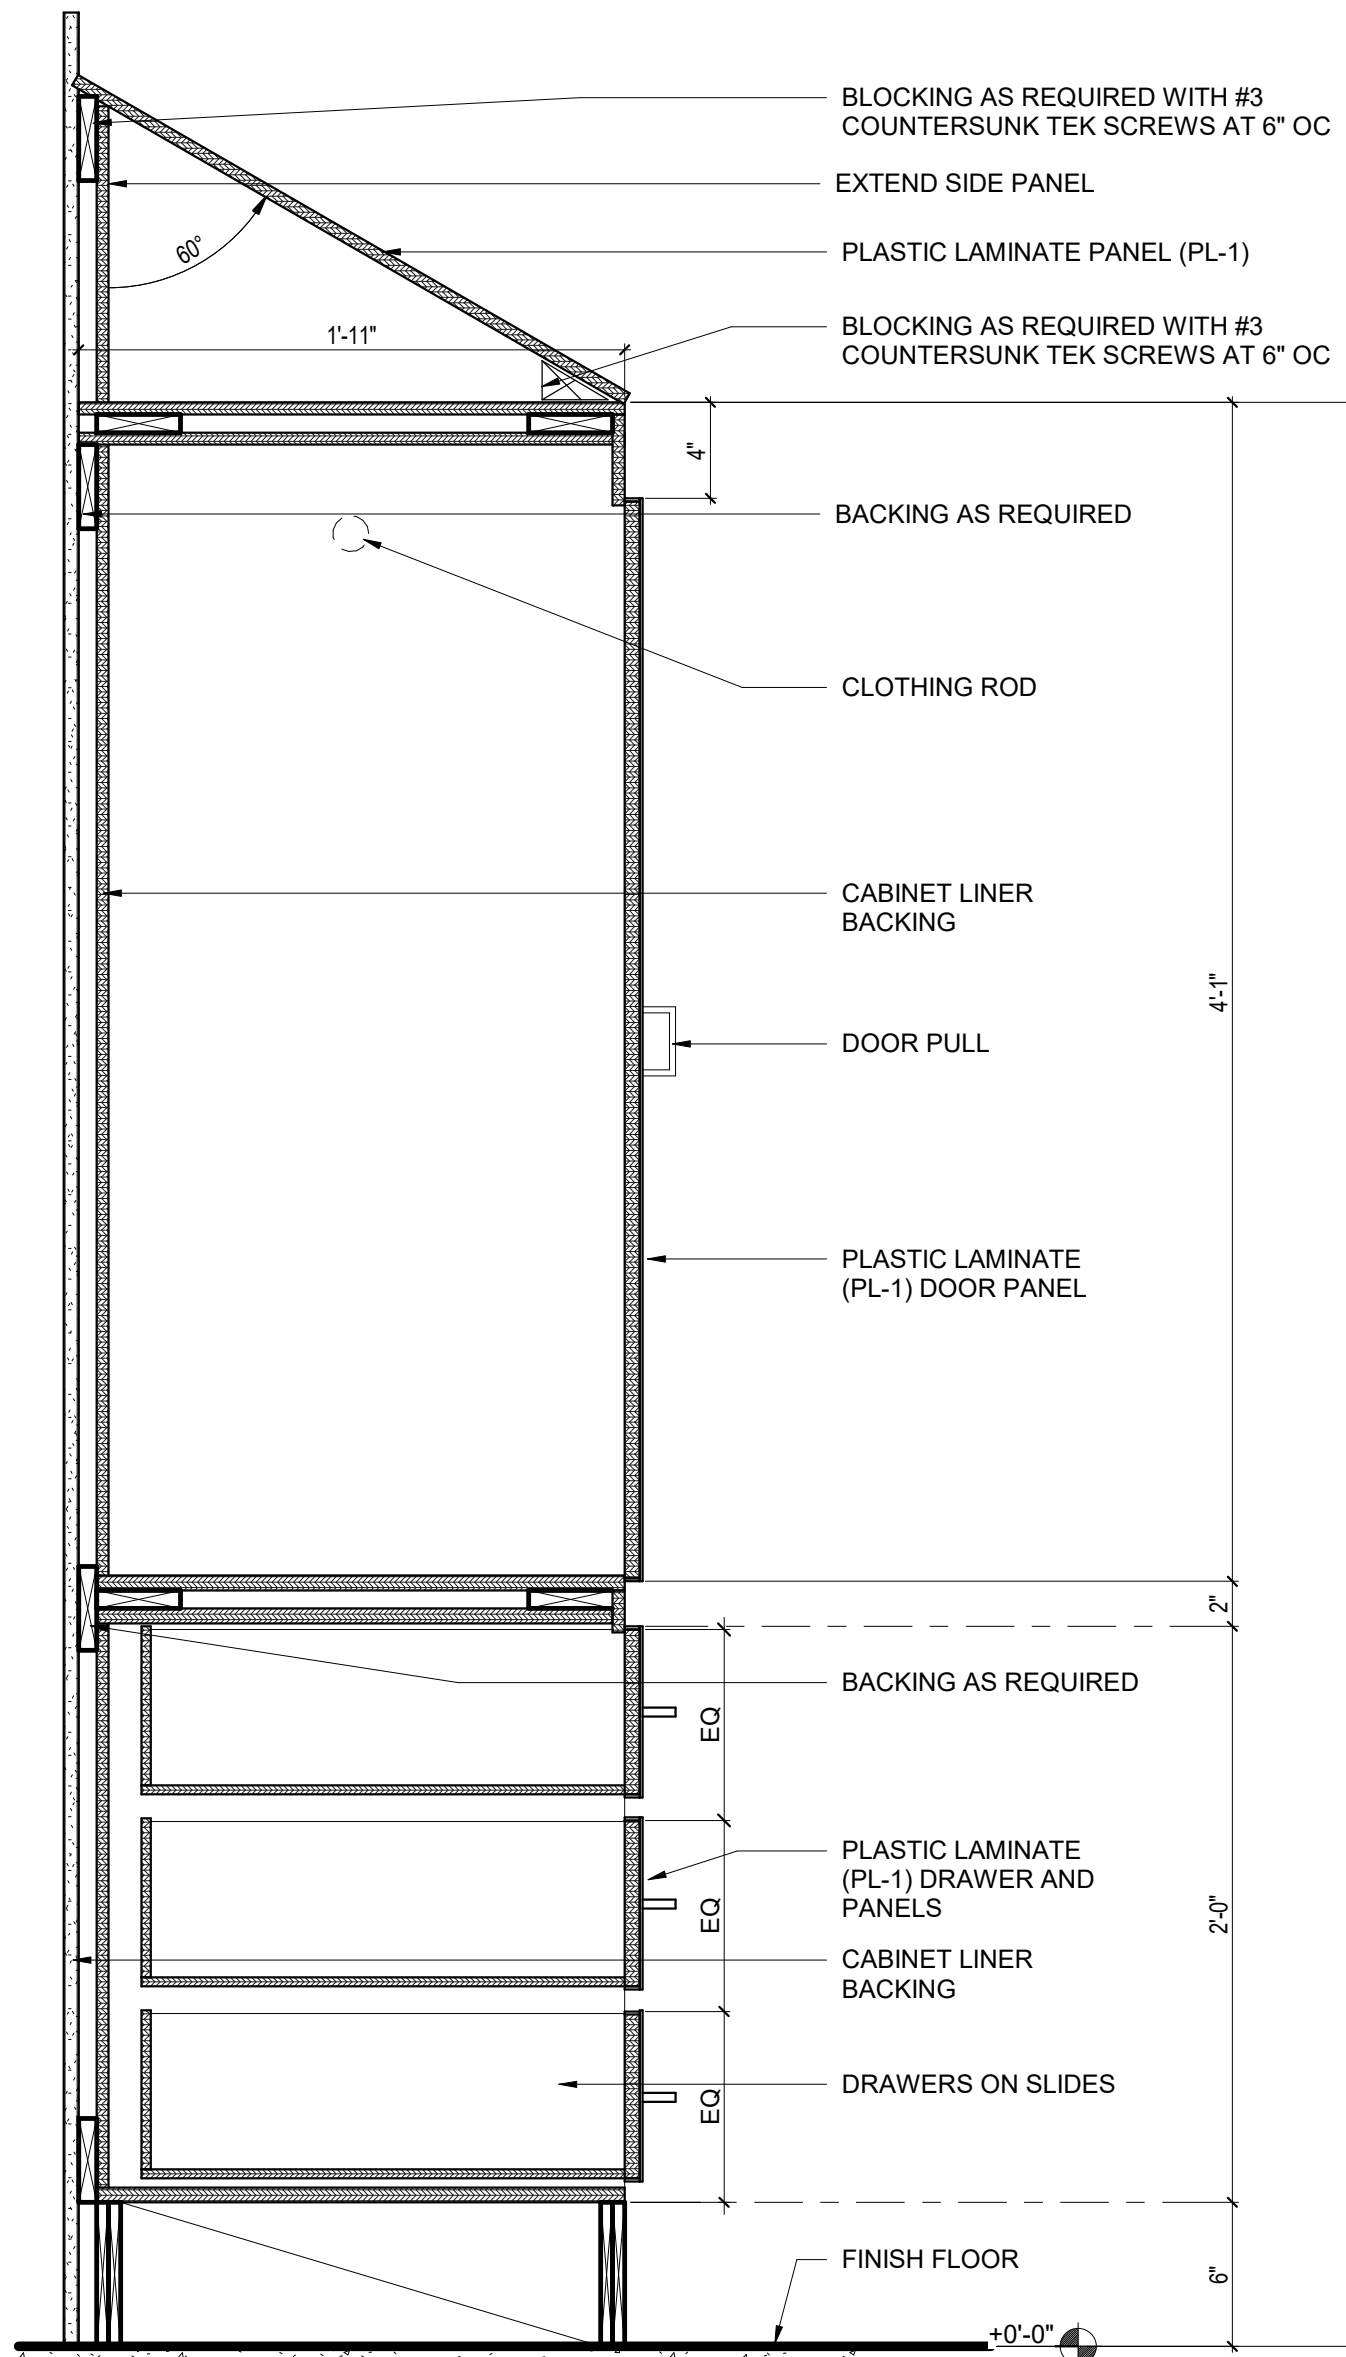 BLOCKING AS REQUIRED WITH #3
COUNTERSUNK TEK SCREWS AT 6" OC
EXTEND SIDE PANEL
60°
PLASTIC LAMINATE PANEL (PL-1)
1'-11"
BLOCKING AS REQUIRED WITH #3
COUNTERSUNK TEK SCREWS AT 6" OC
4"
BACKING AS REQUIRED
CLOTHING ROD
CABINET LINER
BACKING
4'-1"
DOOR PULL
PLASTIC LAMINATE
(PL-1) DOOR PANEL
2"
BACKING AS REQUIRED
EQ
PLASTIC LAMINATE
(PL-1) DRAWER AND
PANELS
EQ
2'-0"
CABINET LINER
BACKING
DRAWERS ON SLIDES
EQ
FINISH FLOOR
6"
+0'-0"